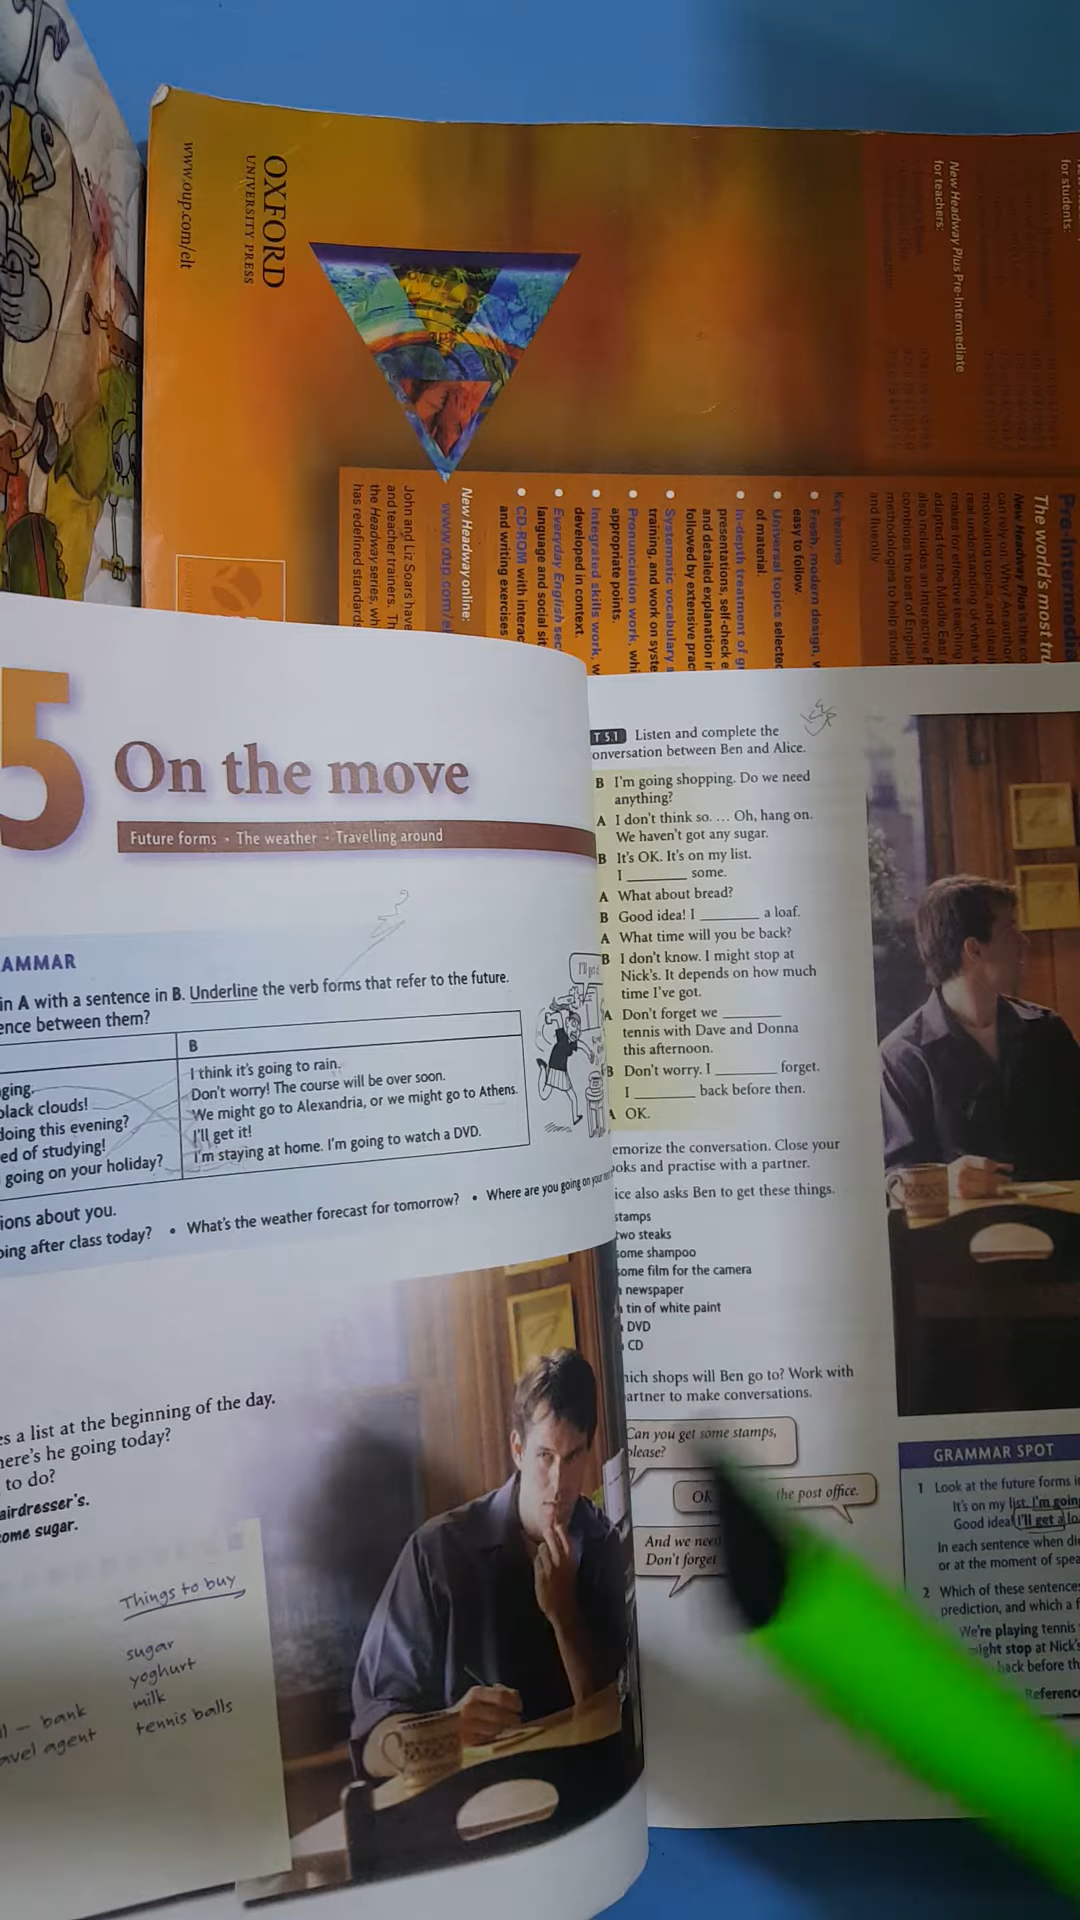 OXFORD
UNIVERSITY PRESS
www.oup.com/elt
for students:
New Headway Plus Pre-Intermediate
for teachers:
Pre-Intermedia
The world's most tru
New Headway Plus is the co
can rely on. Why? An author
motivating topics, and clear
real understanding of what
makes for effective teaching
adapted for the Middle East
also includes an interactive
combines the best of English
methodologies to help stude
and fluently.
Key features
• Fresh, modern design, w
easy to follow.
• Universal topics selected
of material.
• In-depth treatment of g
presentations, self-check e
and detailed explanation in
followed by extensive prac
• Systematic vocabulary s
training, and work on syste
• Pronunciation work, whi
appropriate points.
• Integrated skills work, w
developed in context.
• Everyday English sec
language and social sit
• CD-ROM with interac
and writing exercises
New Headway online:
www.oup.com/el
John and Liz Soars have
and teacher trainers. Th
the Headway series, wh
has redefined standards
5
On the move
Future forms • The weather • Travelling around
AMMAR
in A with a sentence in B. Underline the verb forms that refer to the future.
ence between them?
B
ging.
black clouds!
doing this evening?
ed of studying!
going on your holiday?
I think it's going to rain.
Don't worry! The course will be over soon.
We might go to Alexandria, or we might go to Athens.
I'll get it!
I'm staying at home. I'm going to watch a DVD.
ions about you.
oing after class today? • What's the weather forecast for tomorrow? • Where are you going on your
es a list at the beginning of the day.
here's he going today?
to do?
airdresser's.
ome sugar.
Things to buy
sugar
yoghurt
milk
tennis balls
ll – bank
avel agent
T 5.1 Listen and complete the
onversation between Ben and Alice.
B I'm going shopping. Do we need
anything?
A I don't think so. … Oh, hang on.
We haven't got any sugar.
B It's OK. It's on my list.
I ________ some.
A What about bread?
B Good idea! I ________ a loaf.
A What time will you be back?
B I don't know. I might stop at
Nick's. It depends on how much
time I've got.
A Don't forget we ________
tennis with Dave and Donna
this afternoon.
B Don't worry. I ________ forget.
I ________ back before then.
A OK.
emorize the conversation. Close your
ooks and practise with a partner.
ice also asks Ben to get these things.
stamps
two steaks
some shampoo
some film for the camera
a newspaper
a tin of white paint
a DVD
a CD
hich shops will Ben go to? Work with
artner to make conversations.
Can you get some stamps,
please?
OK the post office.
And we need
Don't forget
GRAMMAR SPOT
1 Look at the future forms i
It's on my list. I'm going
Good idea! I'll get a lo
In each sentence when di
or at the moment of spea
2 Which of these sentences
prediction, and which a f
We're playing tennis
might stop at Nick's
back before th
Reference